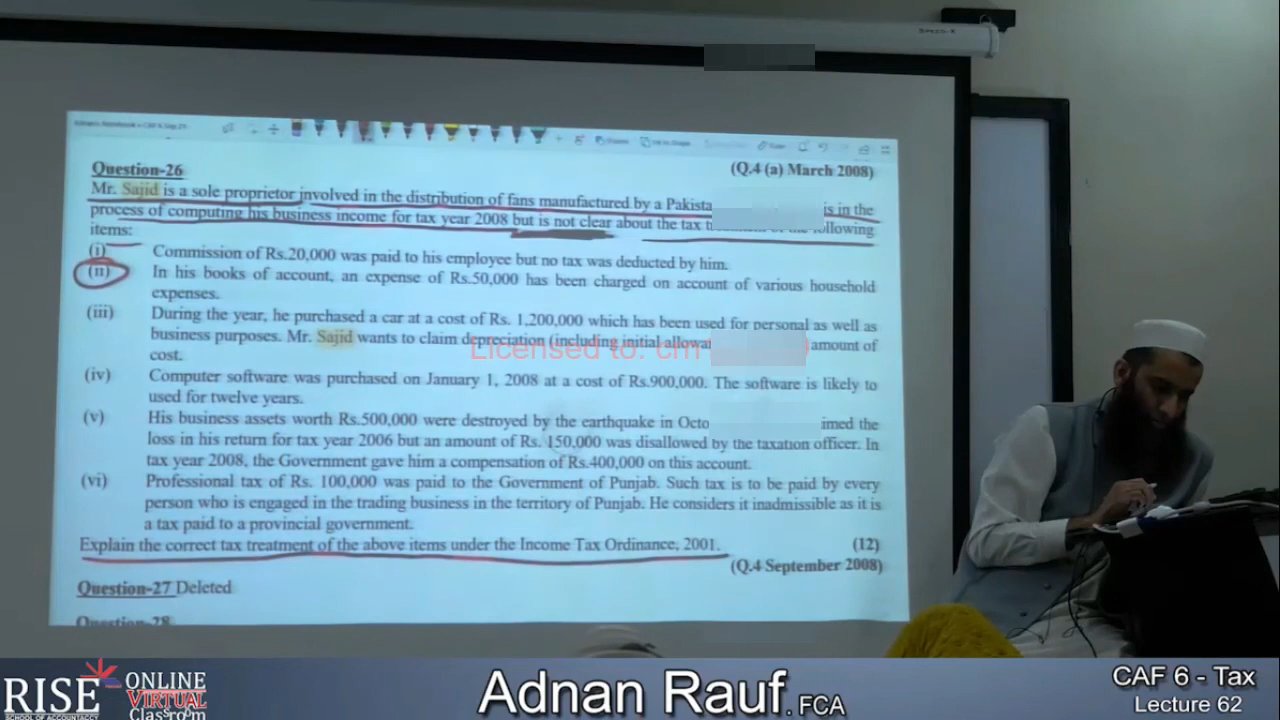 Question-26 (Q.4 (a) March 2008)
Mr. Sajid is a sole proprietor involved in the distribution of fans manufactured by a is in the
process of computing his business income for tax year 2008 but is not clear about the tax
items:
(i) Commission of Rs.20,000 was paid to his employee but no tax was deducted by him.
(ii) In his books of account, an expense of Rs.50,000 has been charged on account of various household
expenses.
(iii) During the year, he purchased a car at a cost of Rs. 1,200,000 which has been used for personal as well as
business purposes. Mr. Sajid wants to claim depreciation (including initial amount of
Licensed to: cm
cost.
(iv) Computer software was purchased on January 1, 2008 at a cost of Rs.900,000. The software is likely to
used for twelve years.
(v) His business assets worth Rs.500,000 were destroyed by the earthquake in
loss in his return for tax year 2006 but an amount of Rs. 150,000 was disallowed by the taxation officer. In
tax year 2008, the Government gave him a compensation of Rs.400,000 on this account.
(vi) Professional tax of Rs. 100,000 was paid to the Government of Punjab. Such tax is to be paid by every
person who is engaged in the trading business in the territory of Punjab. He considers it inadmissible as it is
a tax paid to a provincial government.
Explain the correct tax treatment of the above items under the Income Tax Ordinance, 2001. (12)
(Q.4 September 2008)
Question-27 Deleted
Question-28
RISE ONLINE
VIRTUAL
Classroom
SCHOOL OF ACCOUNTANCY
Adnan Rauf. FCA
CAF 6 - Tax
Lecture 62